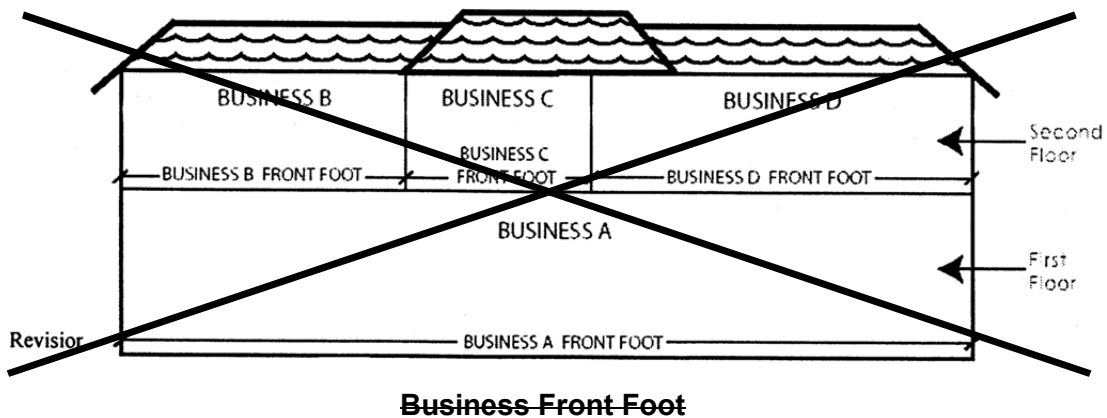 BUSINESS B BUSINESS C BUSINESS D
Second
Floor
BUSINESS C
BUSINESS B FRONT FOOT FRONT FOOT BUSINESS D FRONT FOOT
BUSINESS A
First
Floor
Revision
BUSINESS A FRONT FOOT
Business Front Foot